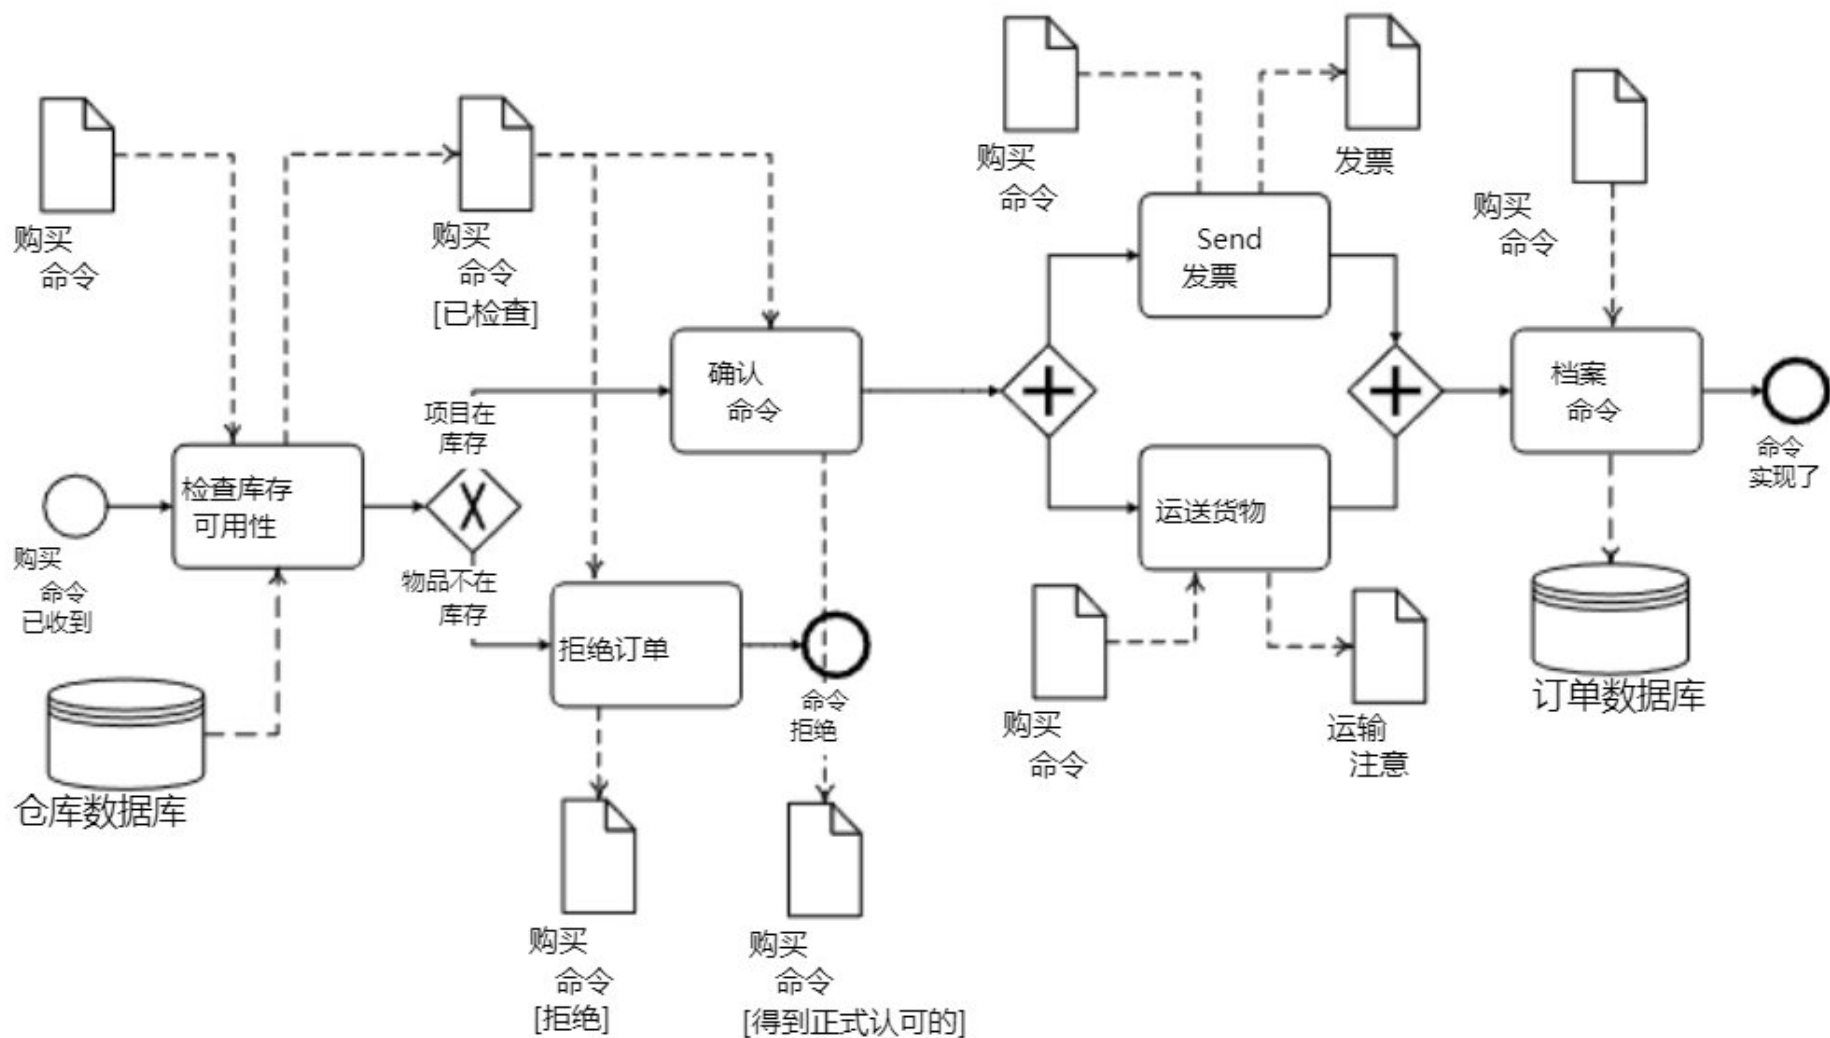 购买
命令
购买
命令
[已检查]
购买
命令
发票
购买
命令
Send
发票
确认
命令
档案
命令
项目在
库存
检查库存
可用性
运送货物
命令
实现了
购买
命令
已收到
物品不在
库存
拒绝订单
命令
拒绝
购买
命令
运输
注意
订单数据库
仓库数据库
购买
命令
[拒绝]
购买
命令
[得到正式认可的]